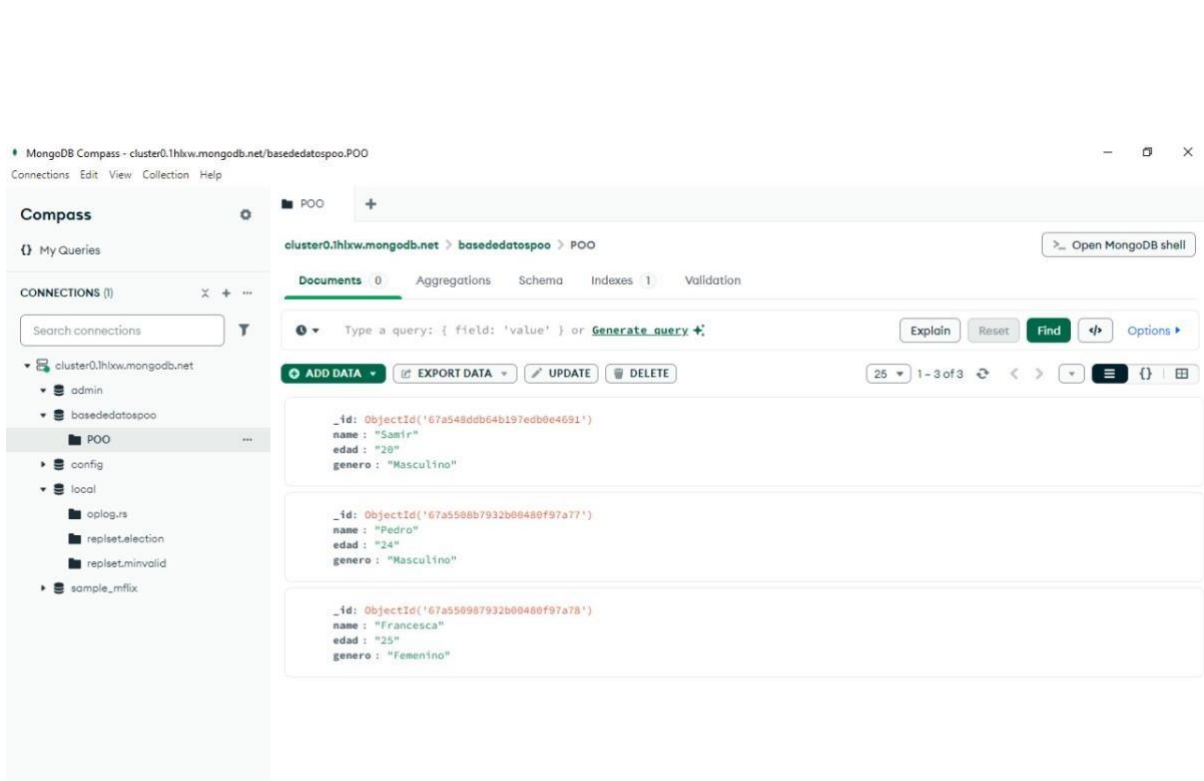 MongoDB Compass - cluster0.1hlxw.mongodb.net/basededatospoo.POO
Connections Edit View Collection Help
Compass
{} My Queries
CONNECTIONS (1)
Search connections
cluster0.1hlxw.mongodb.net
admin
basededatospoo
POO
config
local
oplog.rs
replset.election
replset.minvalid
sample_mflix
POO
cluster0.1hlxw.mongodb.net > basededatospoo > POO
>_ Open MongoDB shell
Documents 0 Aggregations Schema Indexes 1 Validation
Type a query: { field: 'value' } or Generate query
Explain Reset Find </> Options
ADD DATA EXPORT DATA UPDATE DELETE
25 1 – 3 of 3 {}
_id: ObjectId('67a548ddb64b197edb0e4691')
name : "Samir"
edad : "20"
genero : "Masculino"
_id: ObjectId('67a5508b7932b00480f97a77')
name : "Pedro"
edad : "24"
genero : "Masculino"
_id: ObjectId('67a550987932b00480f97a78')
name : "Francesca"
edad : "25"
genero : "Femenino"